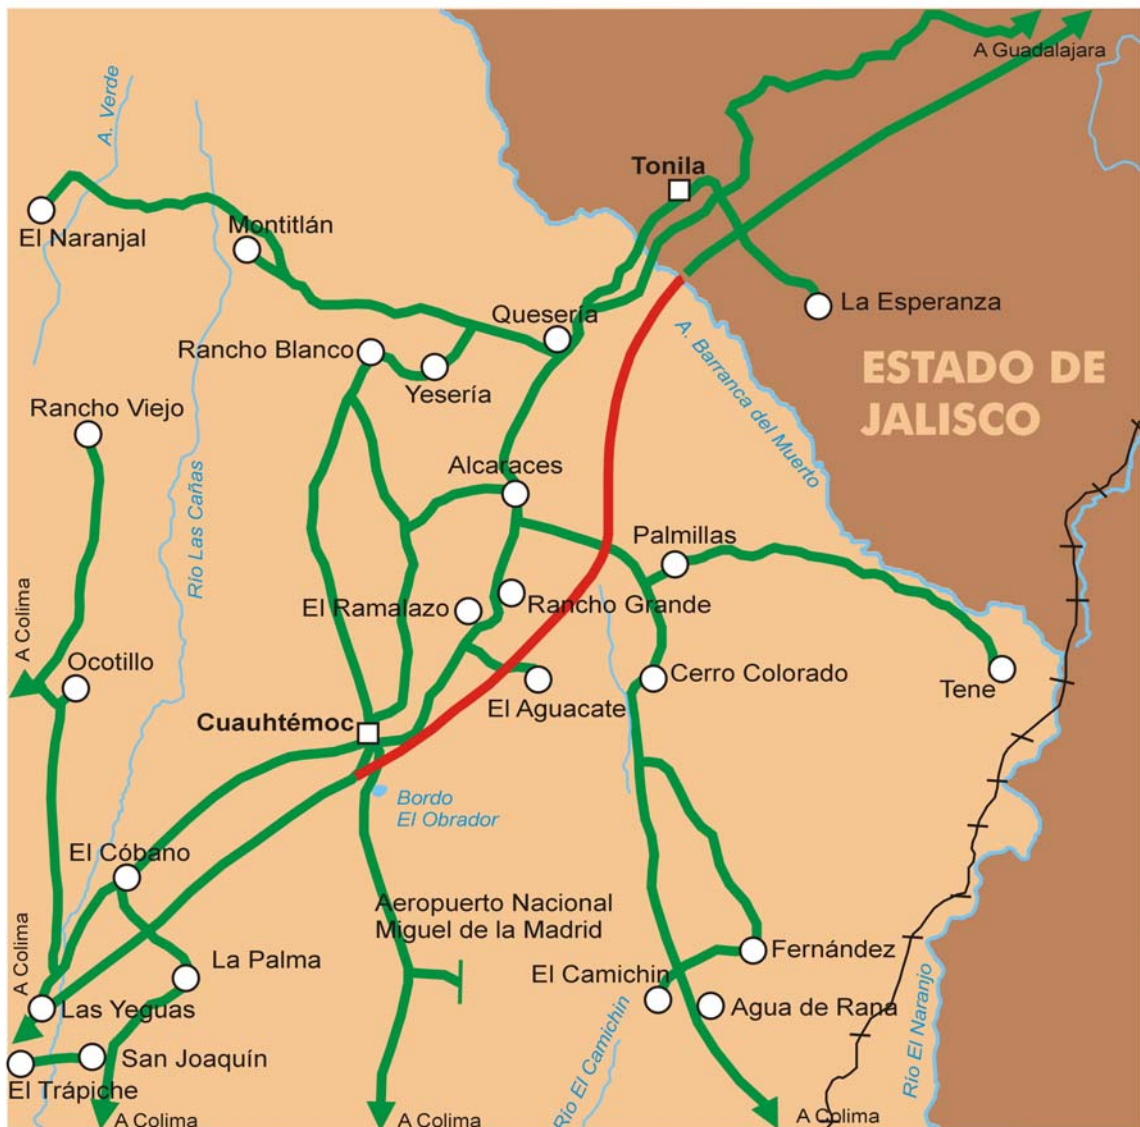 A Guadalajara
A. Verde
Tonila
El Naranjal
Montitlán
La Esperanza
Quesería
Rancho Blanco
Yesería
A. Barranca del Muerto
ESTADO DE
JALISCO
Rancho Viejo
Río Las Cañas
Alcaraces
Palmillas
El Ramalazo
Rancho Grande
A Colima
Ocotillo
Cerro Colorado
Tene
El Aguacate
Cuauhtémoc
Bordo
El Obrador
El Cóbano
Aeropuerto Nacional
Miguel de la Madrid
A Colima
La Palma
Fernández
El Camichin
Las Yeguas
Agua de Rana
Río El Naranjo
San Joaquín
El Trápiche
Río El Camichin
A Colima
A Colima
A Colima